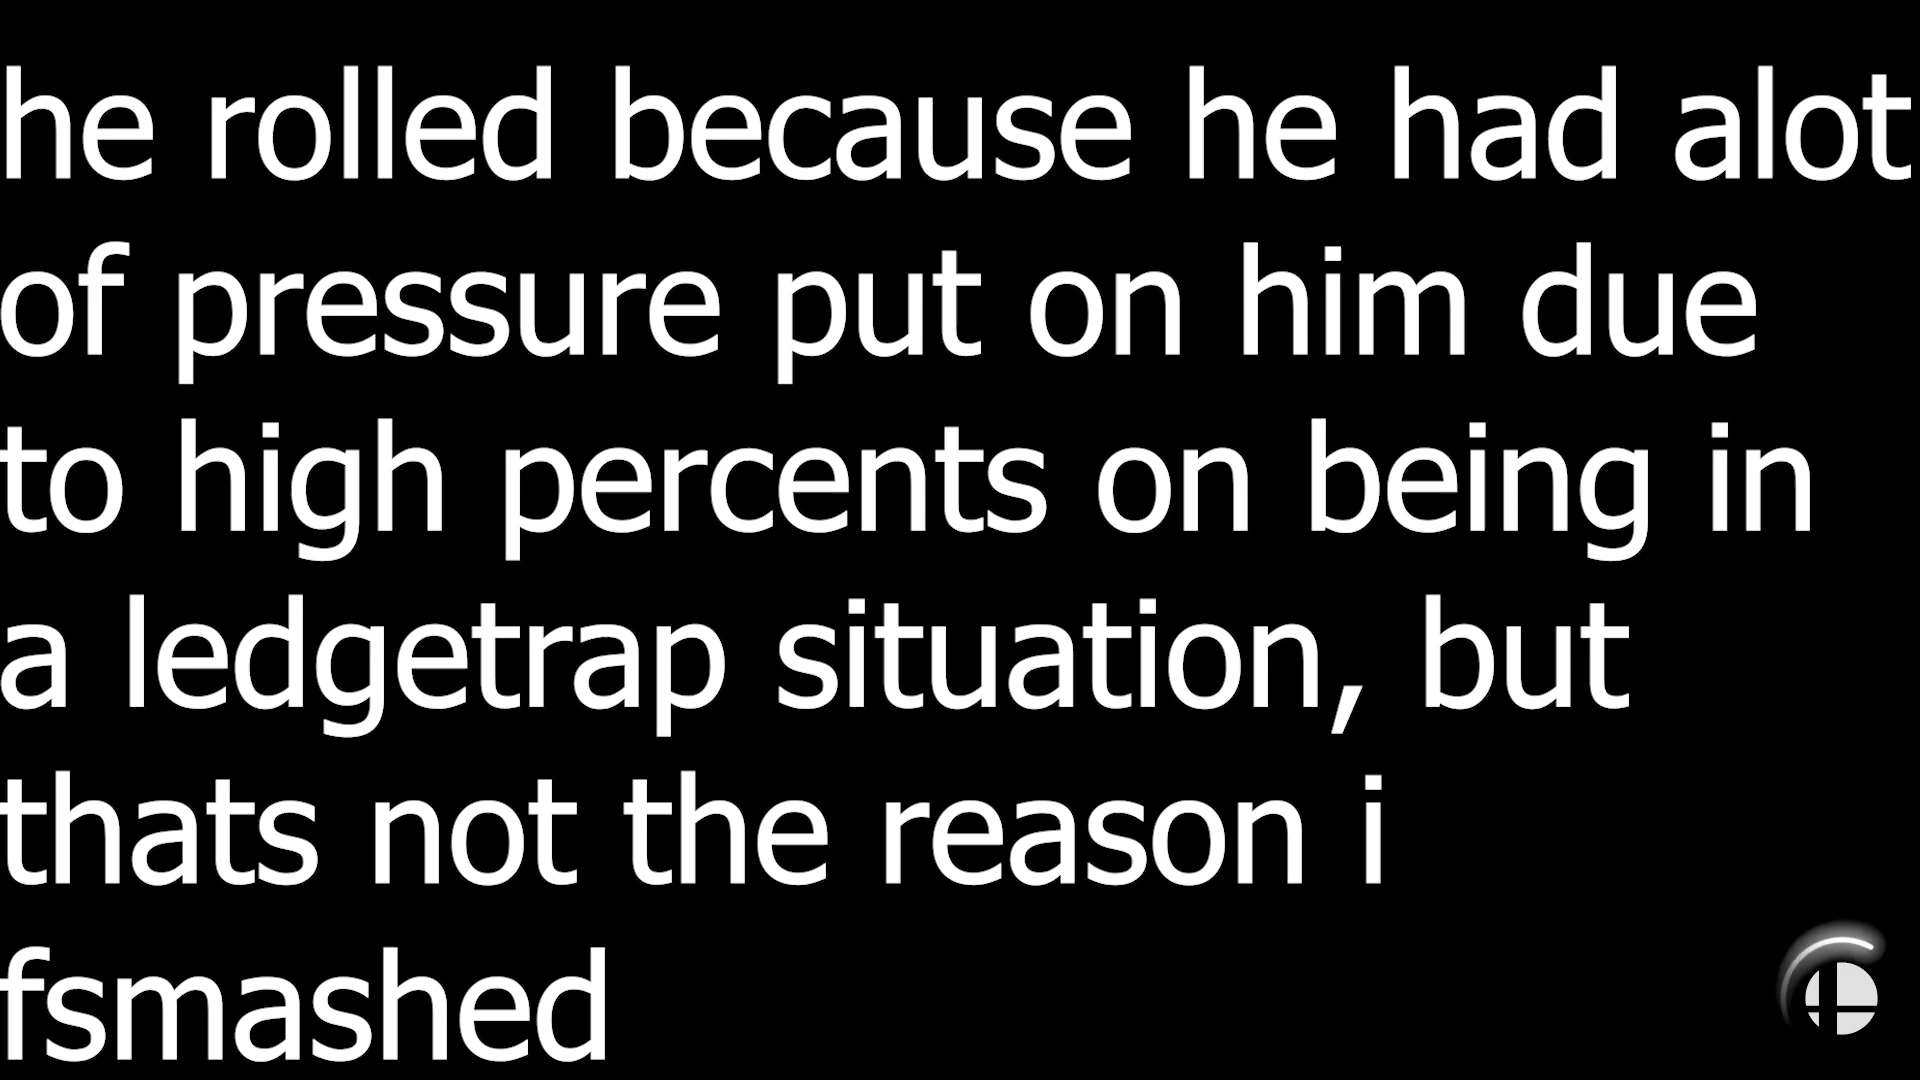 he rolled because he had alot
of pressure put on him due
to high percents on being in
a ledgetrap situation, but
thats not the reason i
fsmashed